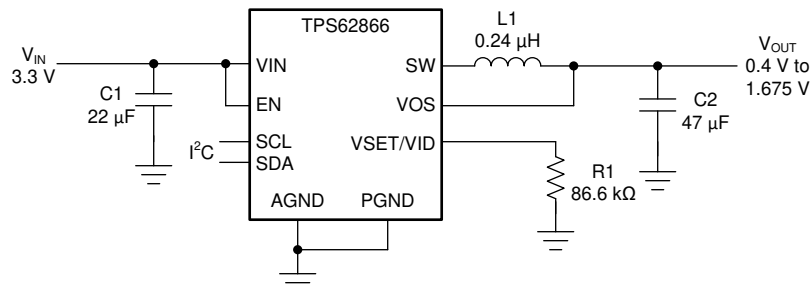 TPS62866
L1
0.24 µH
V_IN
3.3 V
VIN
SW
V_OUT
0.4 V to
1.675 V
C1
22 µF
EN
VOS
C2
47 µF
I²C
SCL
SDA
VSET/VID
R1
86.6 kΩ
AGND
PGND